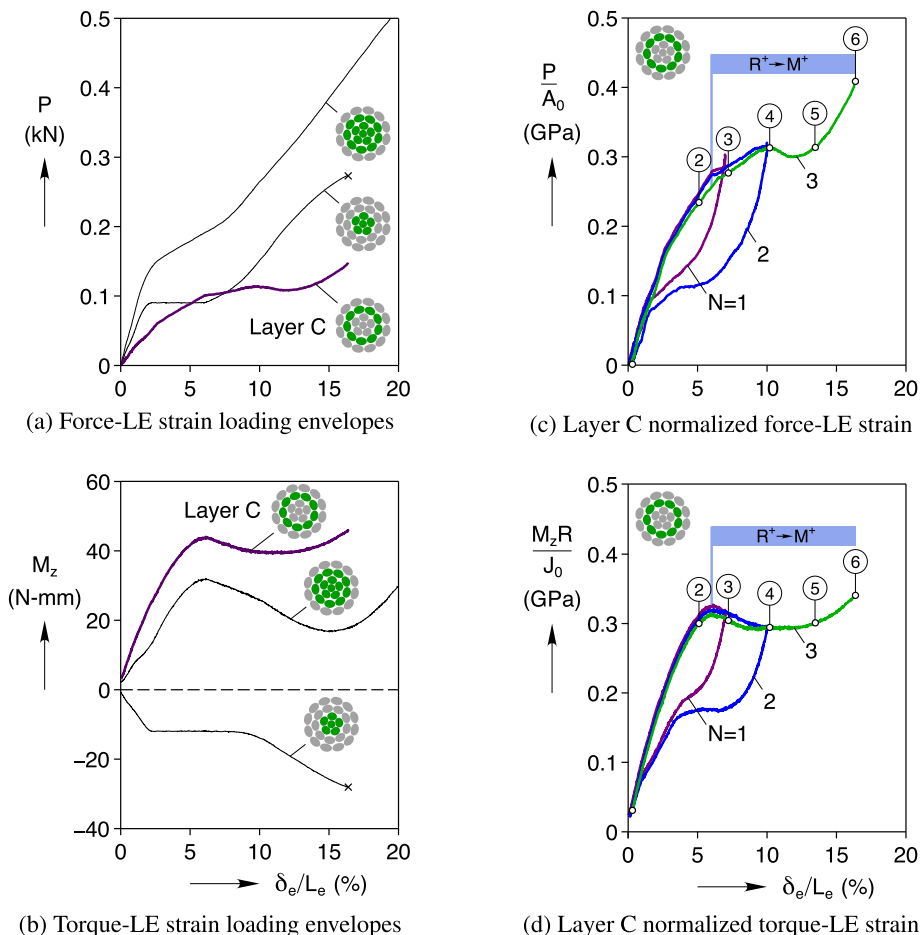 0.5
0.4
P
(kN)
0.3
0.2
0.1
0
Layer C
0 5 10 15 20
(a) Force-LE strain loading envelopes
0.5
P
A₀
(GPa)
0.4
0.3
0.2
0.1
0
R⁺→M⁺
2 3 4 5 6
3
2
N=1
0 5 10 15 20
(c) Layer C normalized force-LE strain
60
40
M_z
(N-mm)
20
0
−20
−40
Layer C
0 5 10 15 20
δₑ/Lₑ (%)
(b) Torque-LE strain loading envelopes
0.5
M_zR
J₀
(GPa)
0.4
0.3
0.2
0.1
0
R⁺→M⁺
2 3 4 5 6
3
2
N=1
0 5 10 15 20
δₑ/Lₑ (%)
(d) Layer C normalized torque-LE strain